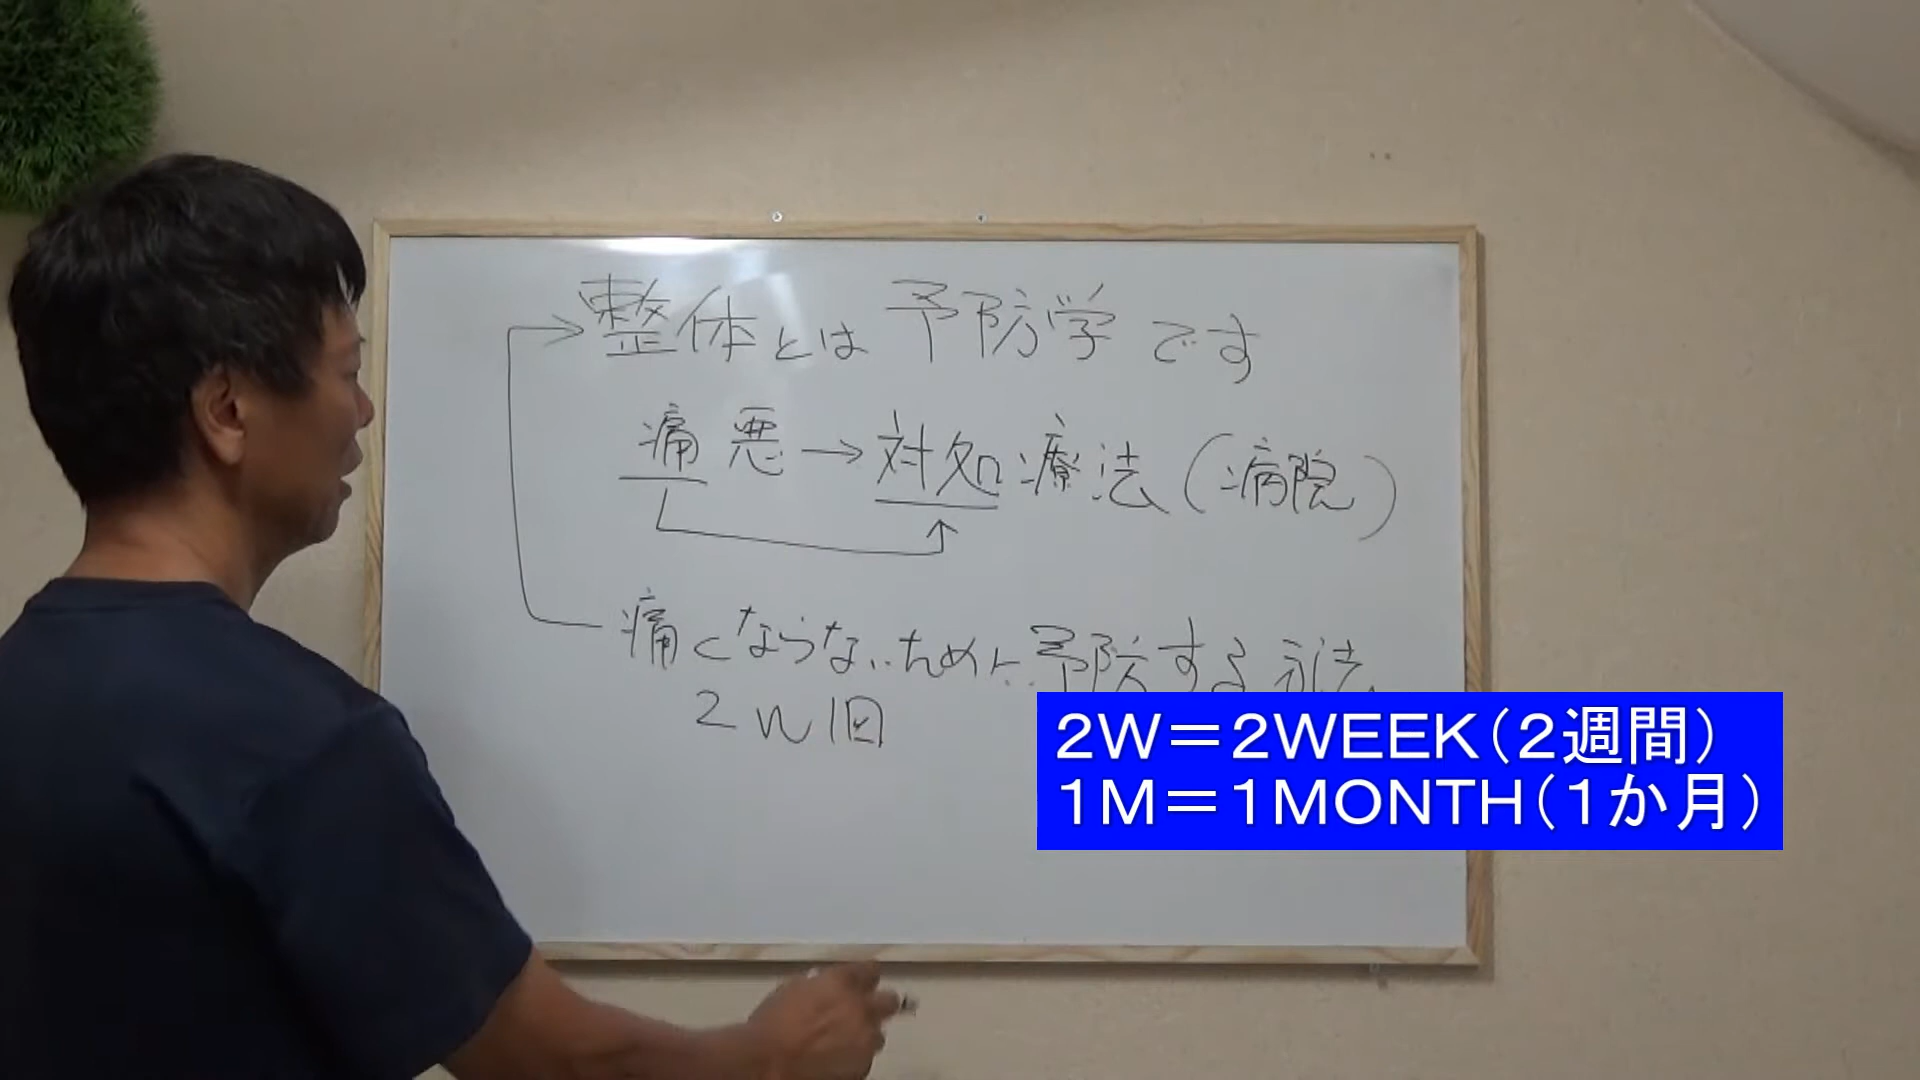 整体とは予防学です
痛 悪→対処療法(病院)
痛くならないために予防する方法
2W1回
2W＝2WEEK（2週間）
1M＝1MONTH（1か月）